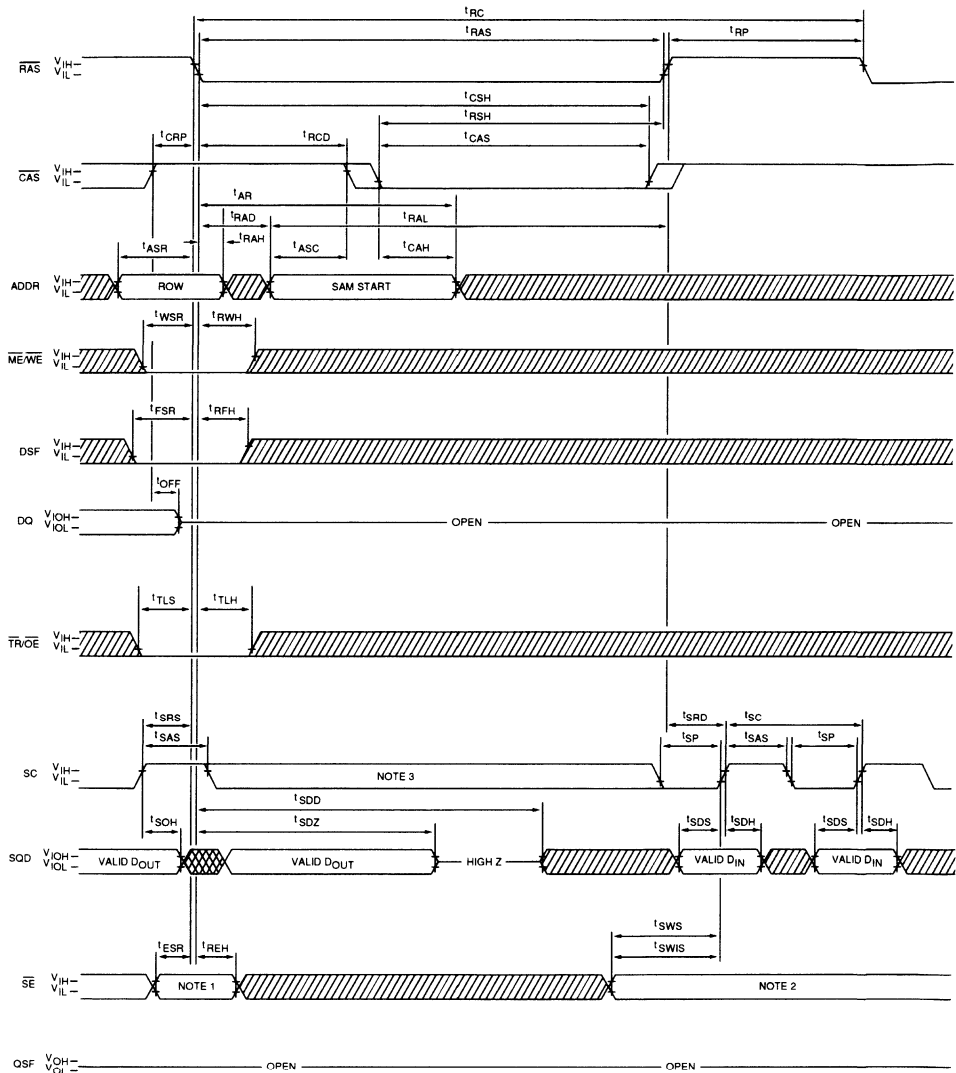 tRC
tRAS
tRP
RAS VIH
VIL
tCSH
tRSH
tCRP
tRCD
tCAS
CAS VIH
VIL
tAR
tRAD
tRAL
tASR
tRAH
tASC
tCAH
ADDR VIH
VIL
ROW
SAM START
tWSR
tRWH
ME/WE VIH
VIL
tFSR
tRFH
DSF VIH
VIL
tOFF
DQ VIOH
VIOL
OPEN
OPEN
tTLS
tTLH
TR/OE VIH
VIL
tSRS
tSRD
tSC
tSAS
tSP
tSAS
tSP
SC VIH
VIL
NOTE 3
tSDD
tSOH
tSDZ
tSDS
tSDH
tSDS
tSDH
SQD VIOH
VIOL
VALID DOUT
VALID DOUT
HIGH Z
VALID DIN
VALID DIN
tSWS
tESR
tREH
tSWIS
SE VIH
VIL
NOTE 1
NOTE 2
QSF VOH
VOL
OPEN
OPEN